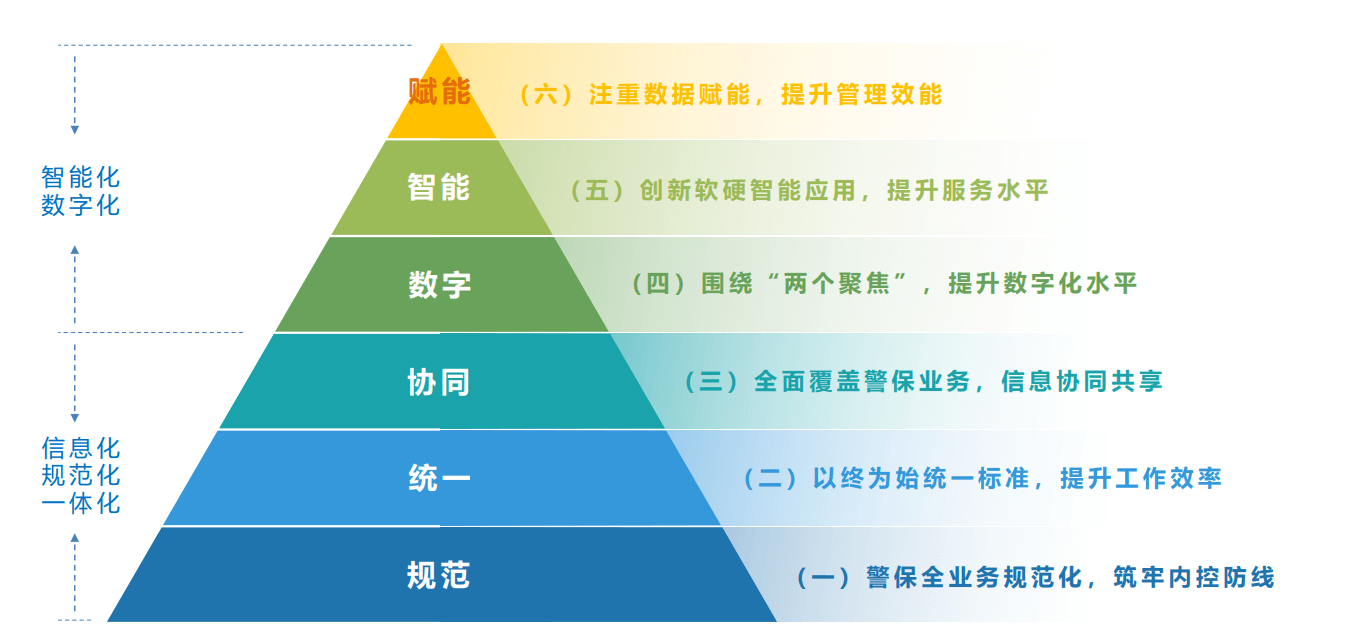 赋能
（六）注重数据赋能，提升管理效能
智能化
数字化
智能
（五）创新软硬智能应用，提升服务水平
数字
（四）围绕“两个聚焦”，提升数字化水平
协同
（三）全面覆盖警保业务，信息协同共享
信息化
规范化
一体化
统一
（二）以终为始统一标准，提升工作效率
规范
（一）警保全业务规范化，筑牢内控防线